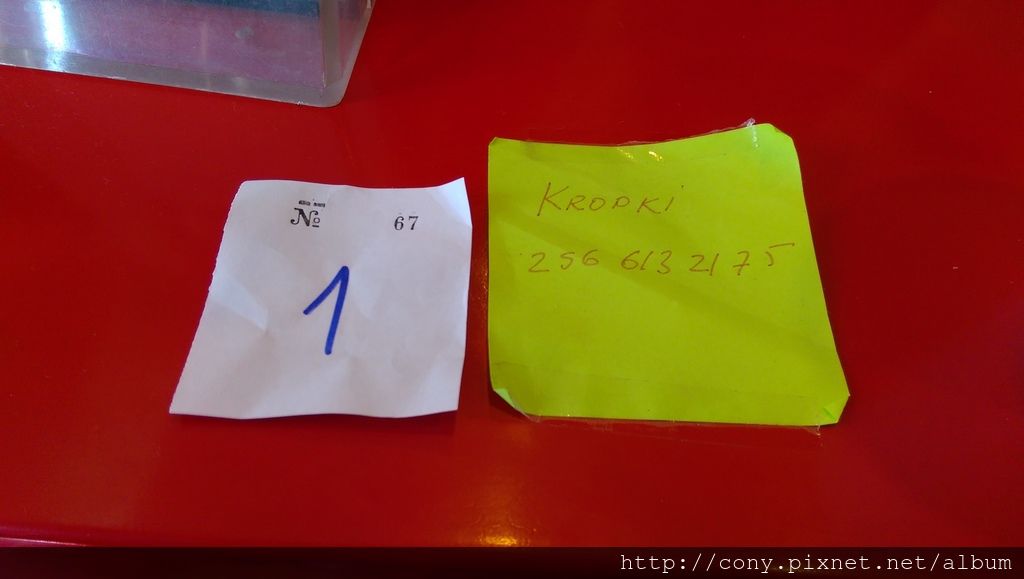 № 67
1
KROPKI
256 613 21 75
http://cony.pixnet.net/album